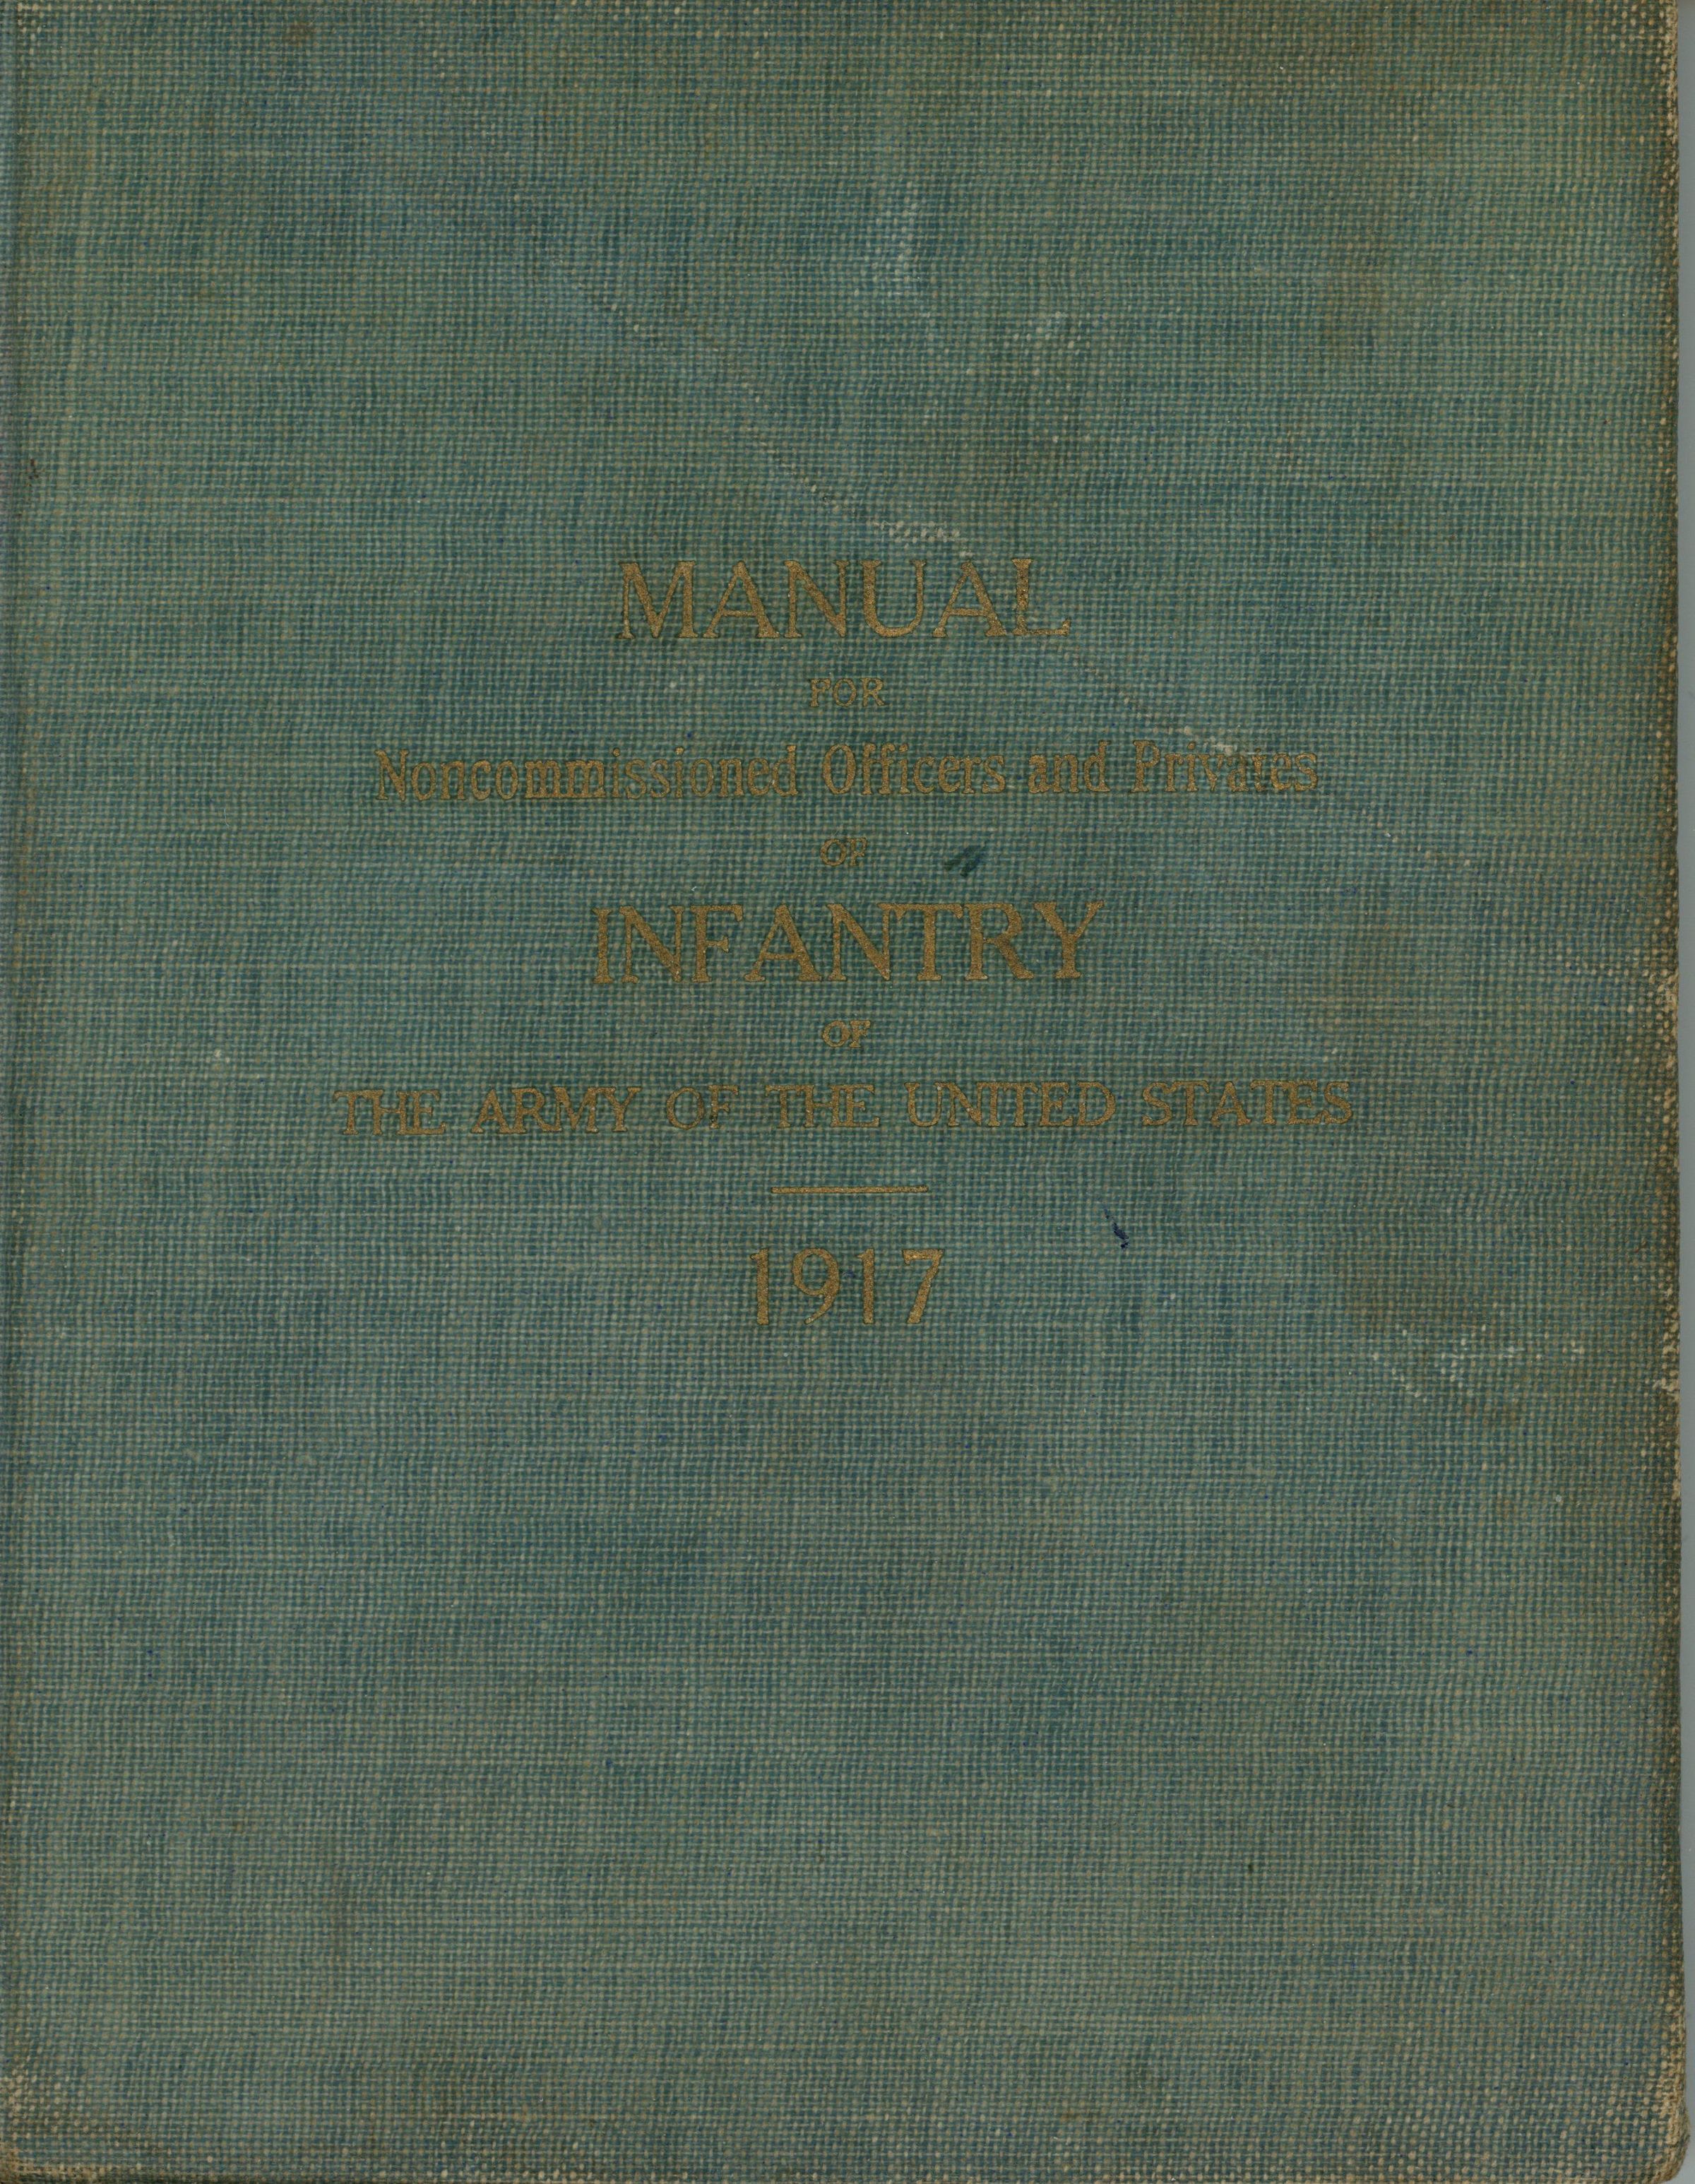 MANUAL
FOR
Noncommissioned Officers and Privates
OF
INFANTRY
OF
THE ARMY OF THE UNITED STATES
1917